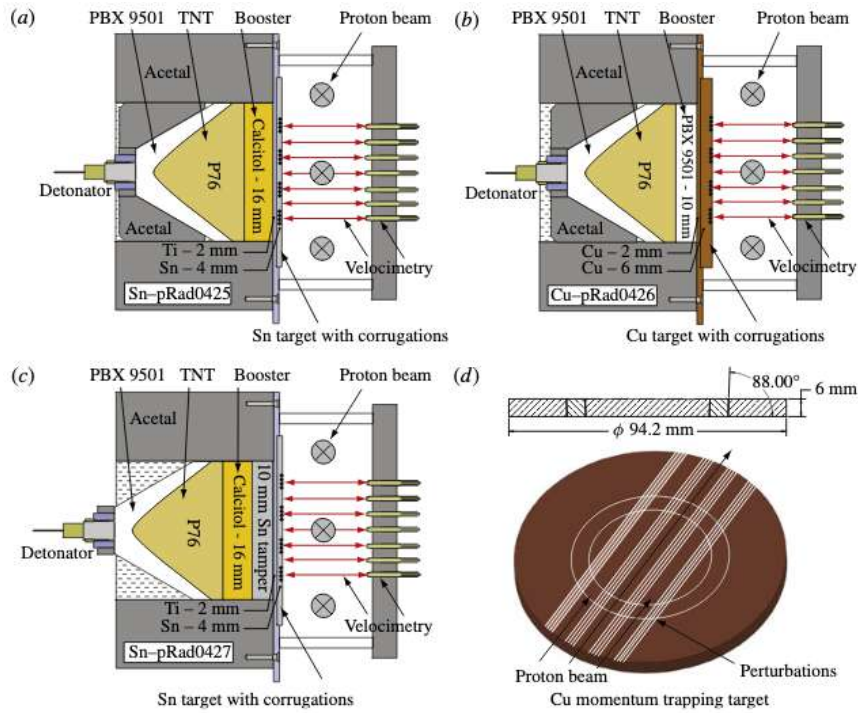 (a)
PBX 9501 TNT Booster Proton beam
Acetal
Calcitol - 16 mm
P76
Detonator
Acetal
Ti – 2 mm
Sn – 4 mm
Velocimetry
Sn–pRad0425
Sn target with corrugations
(b)
PBX 9501 TNT Booster Proton beam
Acetal
PBX 9501 - 10 mm
P76
Detonator
Acetal
Cu – 2 mm
Cu – 6 mm
Velocimetry
Cu–pRad0426
Cu target with corrugations
(c)
PBX 9501 TNT Booster Proton beam
Acetal
10 mm Sn tamper
Calcitol - 16 mm
P76
Detonator
Ti – 2 mm
Sn – 4 mm
Velocimetry
Sn–pRad0427
Sn target with corrugations
(d)
88.00°
6 mm
ϕ 94.2 mm
Proton beam
Perturbations
Cu momentum trapping target